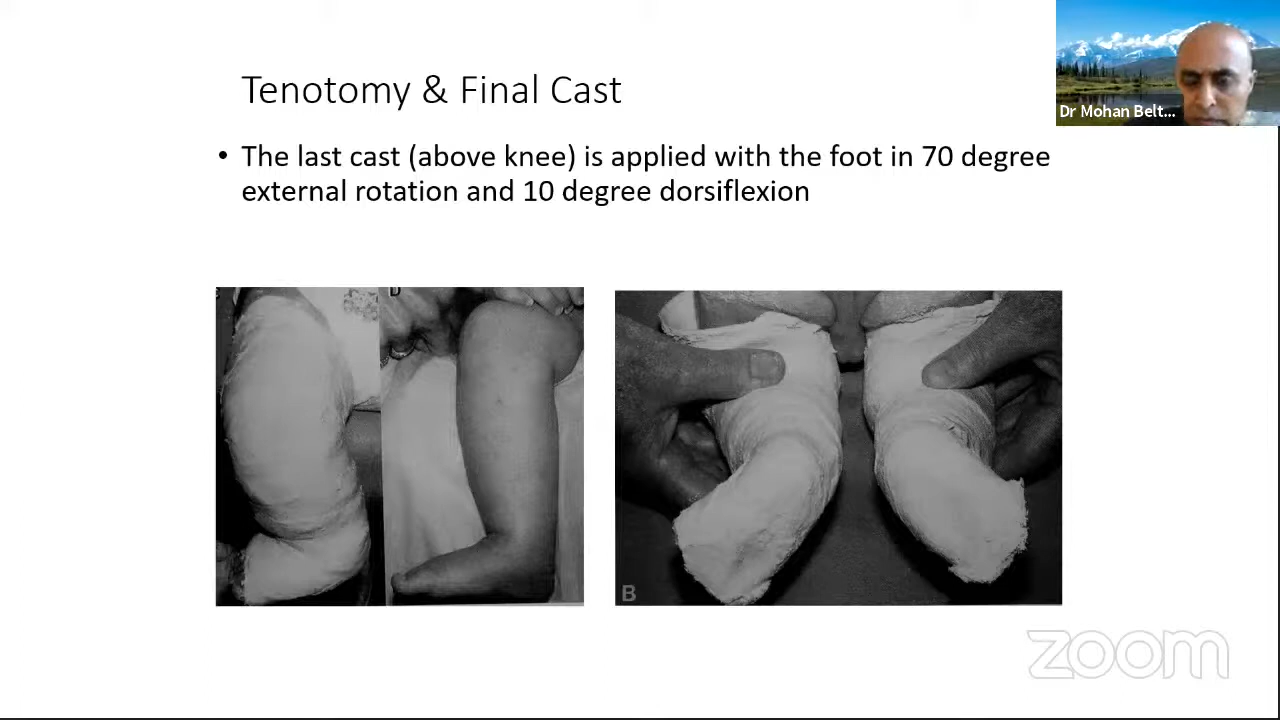 Dr Mohan Belt...
Tenotomy & Final Cast
• The last cast (above knee) is applied with the foot in 70 degree
external rotation and 10 degree dorsiflexion
D
B
zoom